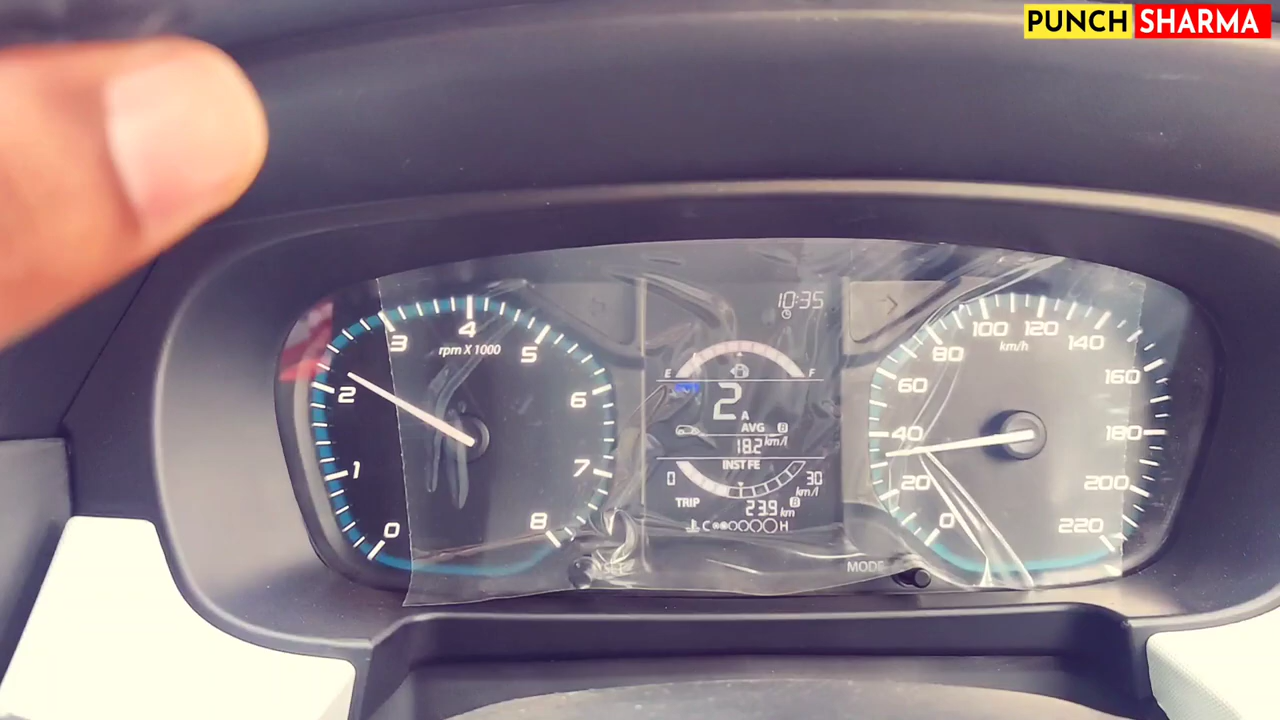 PUNCH SHARMA
10:35
E F
2 A
AVG B
18.2 km/l
INST FE
0 30
km/l
TRIP B
23.9 km
C H
0 1 2 3 4 5 6 7 8
rpm X 1000
0 20 40 60 80 100 120 140 160 180 200 220
km/h
MODE